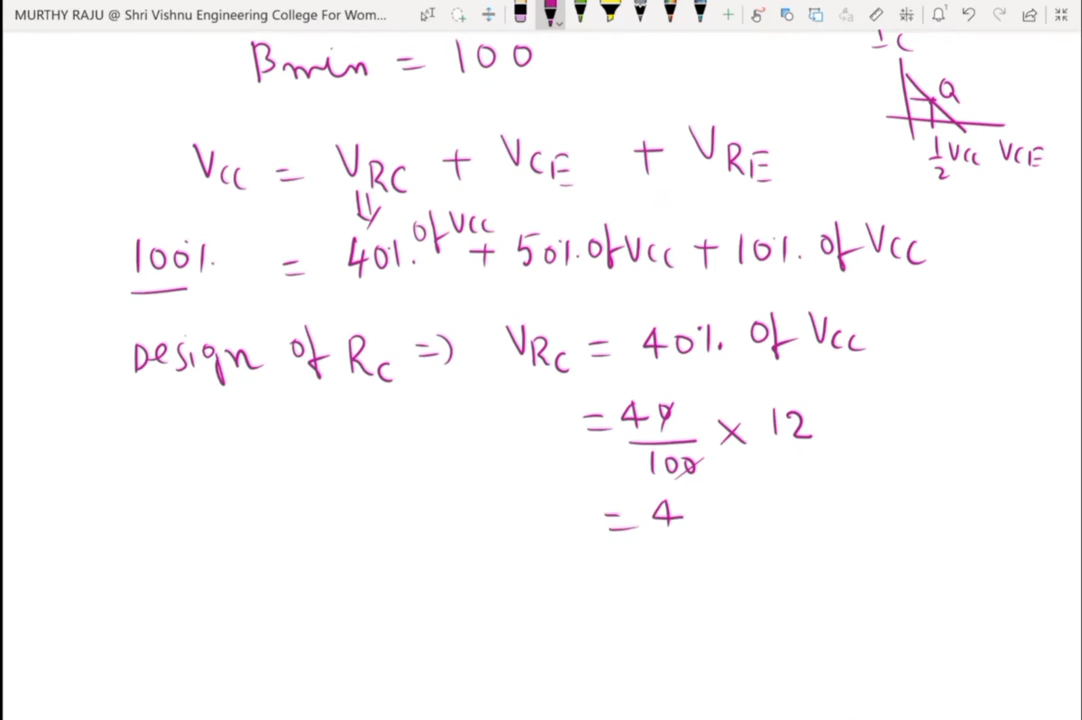 MURTHY RAJU @ Shri Vishnu Engineering College For Wom...
Bmin = 100
IC
Q
1/2 VCC VCE
VCC = VRC + VCE + VRE
⇓
100% = 40% of VCC + 50% of VCC + 10% of VCC
Design of RC => VRC = 40% of VCC
= 40/100 × 12
= 4